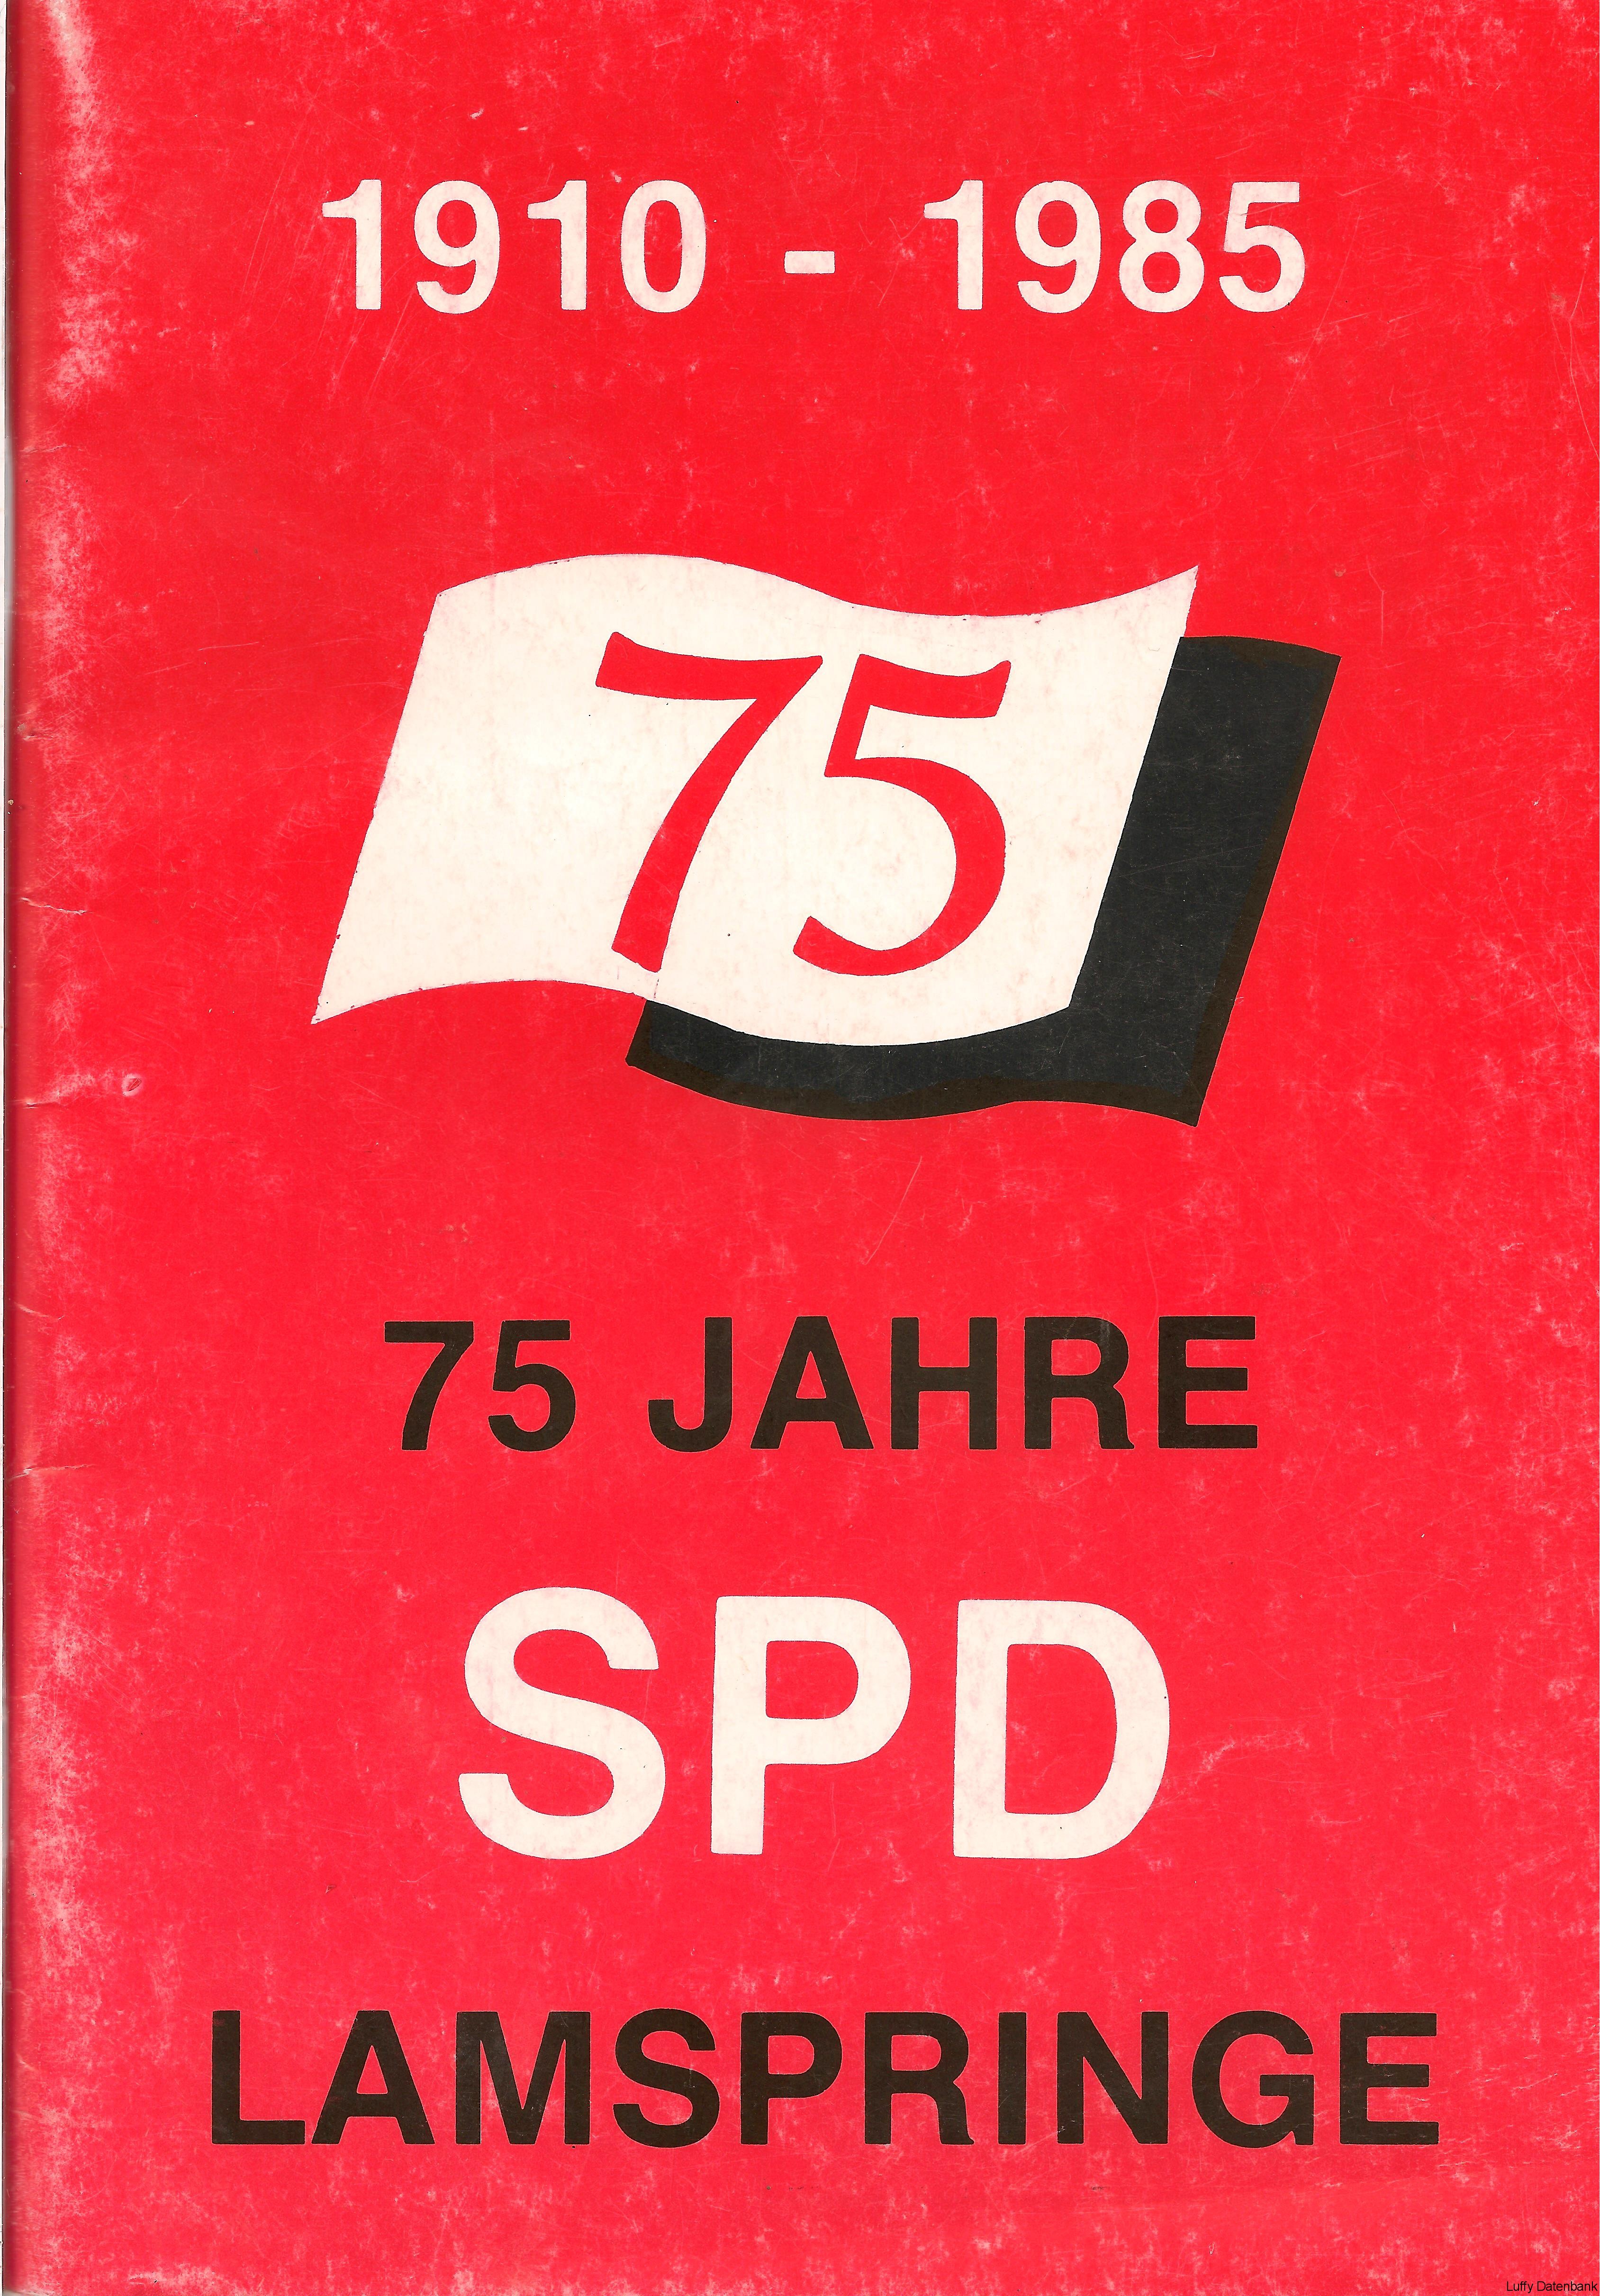 1910 - 1985
75
75 JAHRE
SPD
LAMSPRINGE
Luffy Datenbank